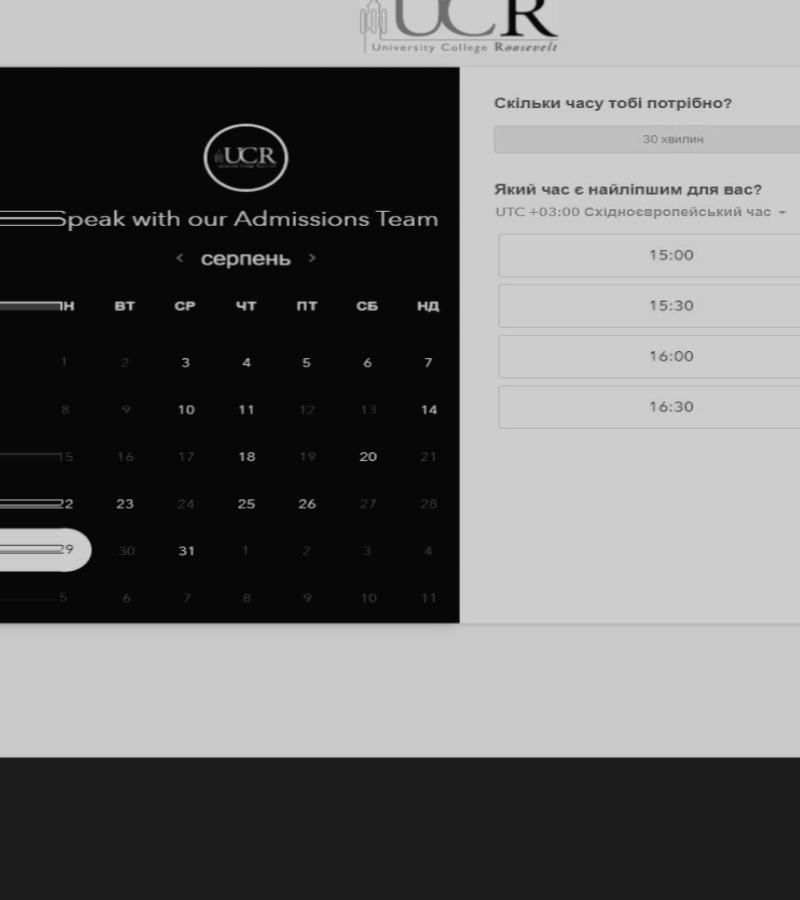 UCR
University College Roosevelt
UCR
Speak with our Admissions Team
‹ серпень ›
ПН ВТ СР ЧТ ПТ СБ НД
1 2 3 4 5 6 7
8 9 10 11 12 13 14
15 16 17 18 19 20 21
22 23 24 25 26 27 28
29 30 31 1 2 3 4
5 6 7 8 9 10 11
Скільки часу тобі потрібно?
30 хвилин
Який час є найліпшим для вас?
UTC +03:00 Східноєвропейський час
15:00
15:30
16:00
16:30